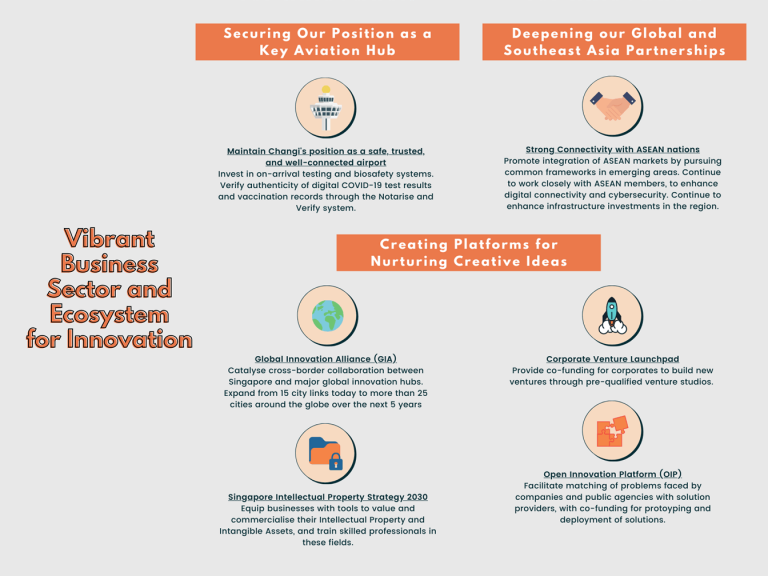 Vibrant
Business
Sector and
Ecosystem
for Innovation
Securing Our Position as a
Key Aviation Hub
Maintain Changi's position as a safe, trusted,
and well-connected airport
Invest in on-arrival testing and biosafety systems.
Verify authenticity of digital COVID-19 test results
and vaccination records through the Notarise and
Verify system.
Deepening our Global and
Southeast Asia Partnerships
Strong Connectivity with ASEAN nations
Promote integration of ASEAN markets by pursuing
common frameworks in emerging areas. Continue
to work closely with ASEAN members, to enhance
digital connectivity and cybersecurity. Continue to
enhance infrastructure investments in the region.
Creating Platforms for
Nurturing Creative Ideas
Global Innovation Alliance (GIA)
Catalyse cross-border collaboration between
Singapore and major global innovation hubs.
Expand from 15 city links today to more than 25
cities around the globe over the next 5 years
Corporate Venture Launchpad
Provide co-funding for corporates to build new
ventures through pre-qualified venture studios.
Singapore Intellectual Property Strategy 2030
Equip businesses with tools to value and
commercialise their Intellectual Property and
Intangible Assets, and train skilled professionals in
these fields.
Open Innovation Platform (OIP)
Facilitate matching of problems faced by
companies and public agencies with solution
providers, with co-funding for protoyping and
deployment of solutions.